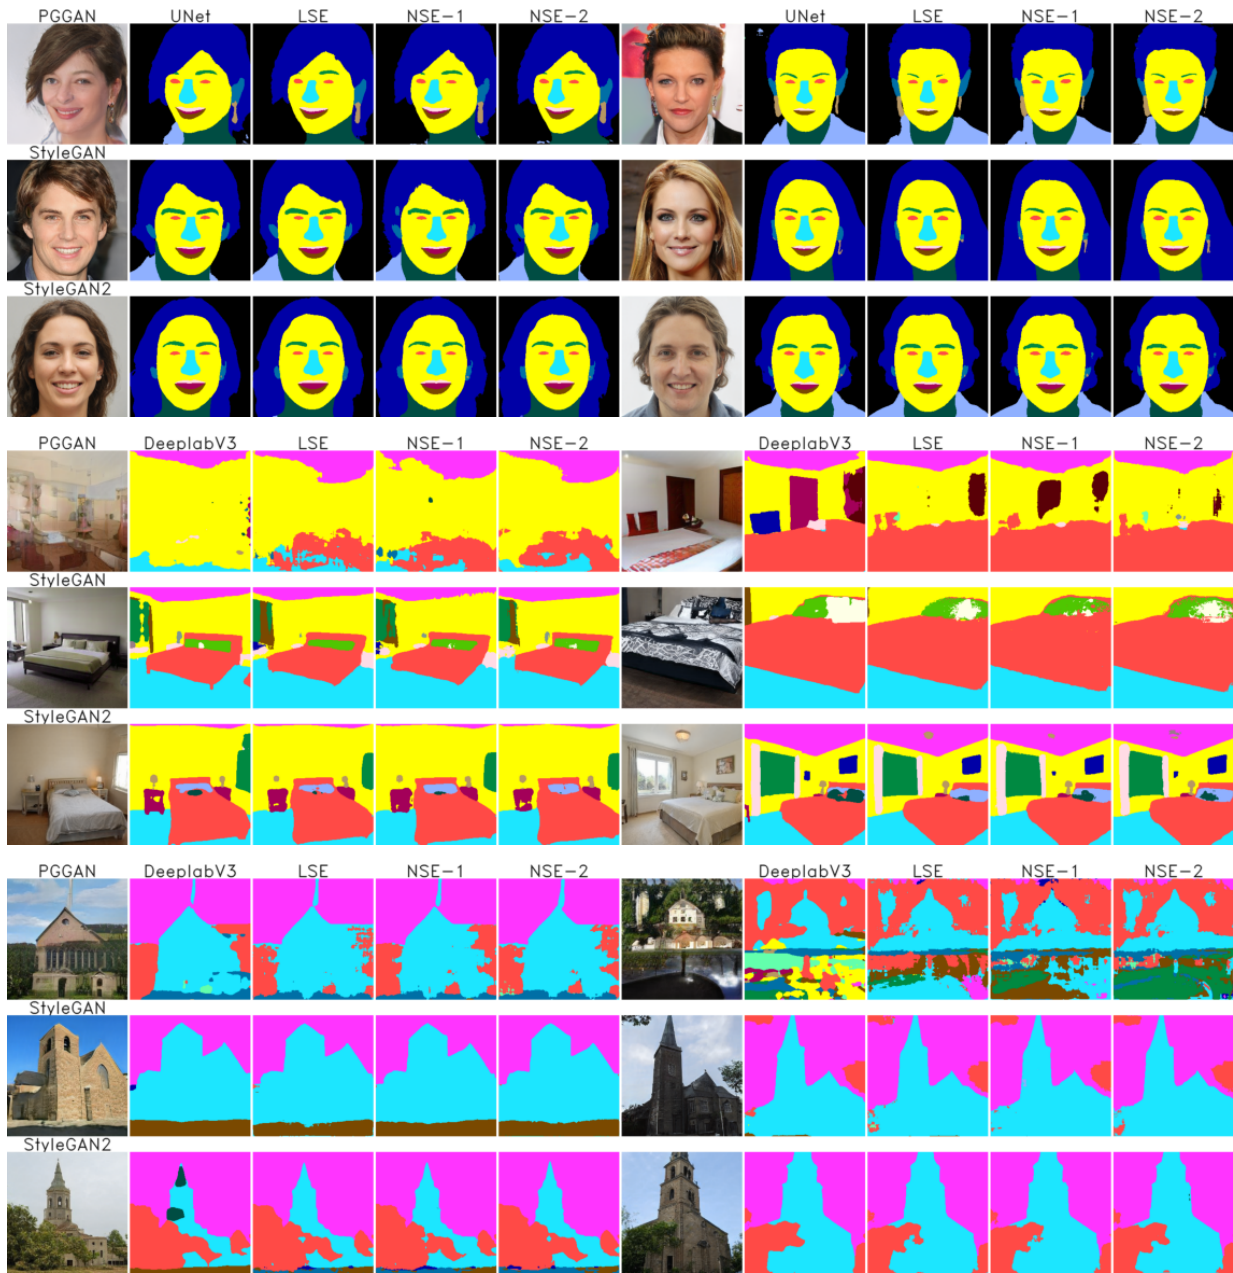 PGGAN UNet LSE NSE-1 NSE-2 UNet LSE NSE-1 NSE-2
StyleGAN
StyleGAN2
PGGAN DeeplabV3 LSE NSE-1 NSE-2 DeeplabV3 LSE NSE-1 NSE-2
StyleGAN
StyleGAN2
PGGAN DeeplabV3 LSE NSE-1 NSE-2 DeeplabV3 LSE NSE-1 NSE-2
StyleGAN
StyleGAN2